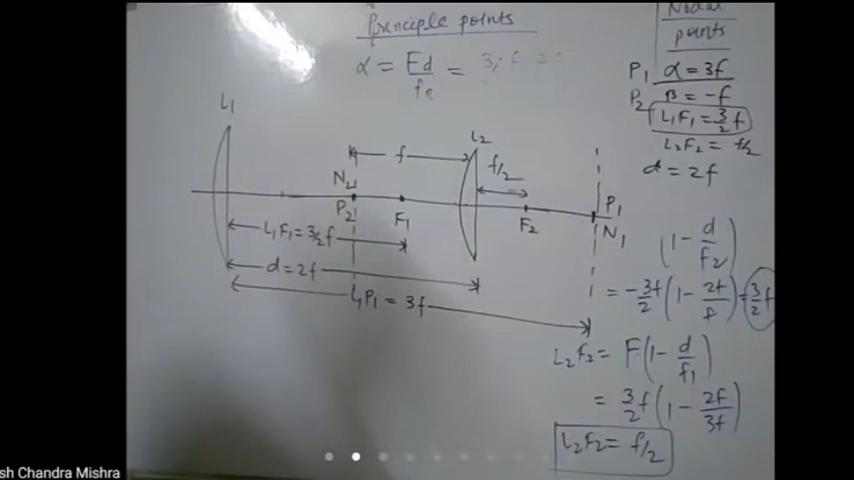 Principle points
α = Fd/fe = 3f
Nodal
points
P1 α = 3f
P2 β = -f
L1F1 = 3/2 f
L2F2 = f/2
d = 2f
L1
L2
f
f/2
N2
P2
F1
F2
P1
N1
L1F1 = 3/2 f
d = 2f
L1P1 = 3f
(1 - d/f2)
= -3f/2 (1 - 2f/f) = 3/2 f
L2F2 = F(1 - d/f1)
= 3/2 f (1 - 2f/3f)
L2F2 = f/2
sh Chandra Mishra